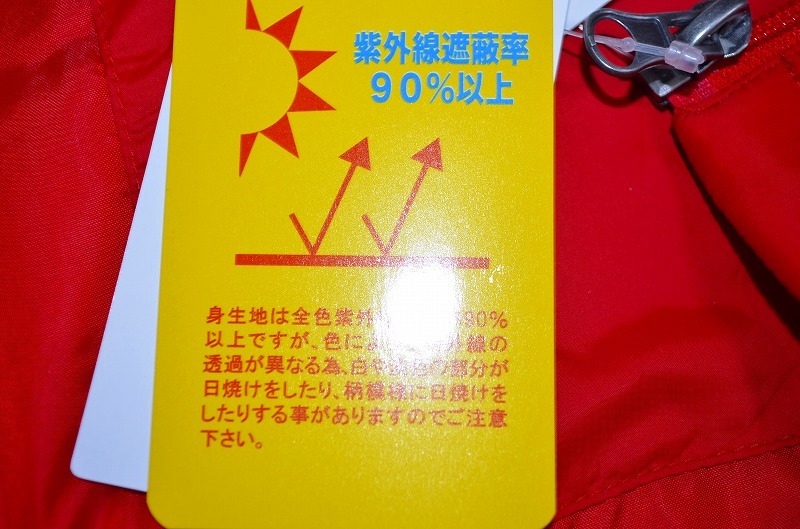 紫外線遮蔽率
90%以上
身生地は全色紫外 90%
以上ですが、色に 線の
透過が異なる為、白や 色の部分が
日焼けをしたり、柄模様に日焼けを
したりする事がありますのでご注意
下さい。